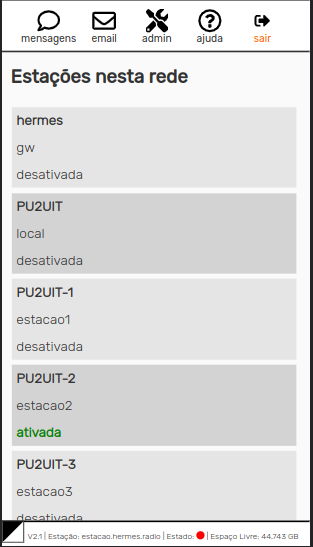 mensagens email admin ajuda sair
Estações nesta rede
hermes
gw
desativada
PU2UIT
local
desativada
PU2UIT-1
estacao1
desativada
PU2UIT-2
estacao2
ativada
PU2UIT-3
estacao3
desativada
V2.1 | Estação: estacao.hermes.radio | Estado: | Espaço Livre: 44.743 GB